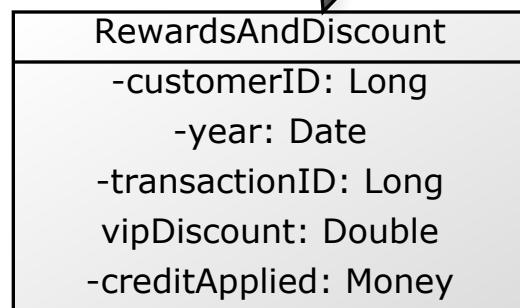 RewardsAndDiscount
-customerID: Long
-year: Date
-transactionID: Long
vipDiscount: Double
-creditApplied: Money